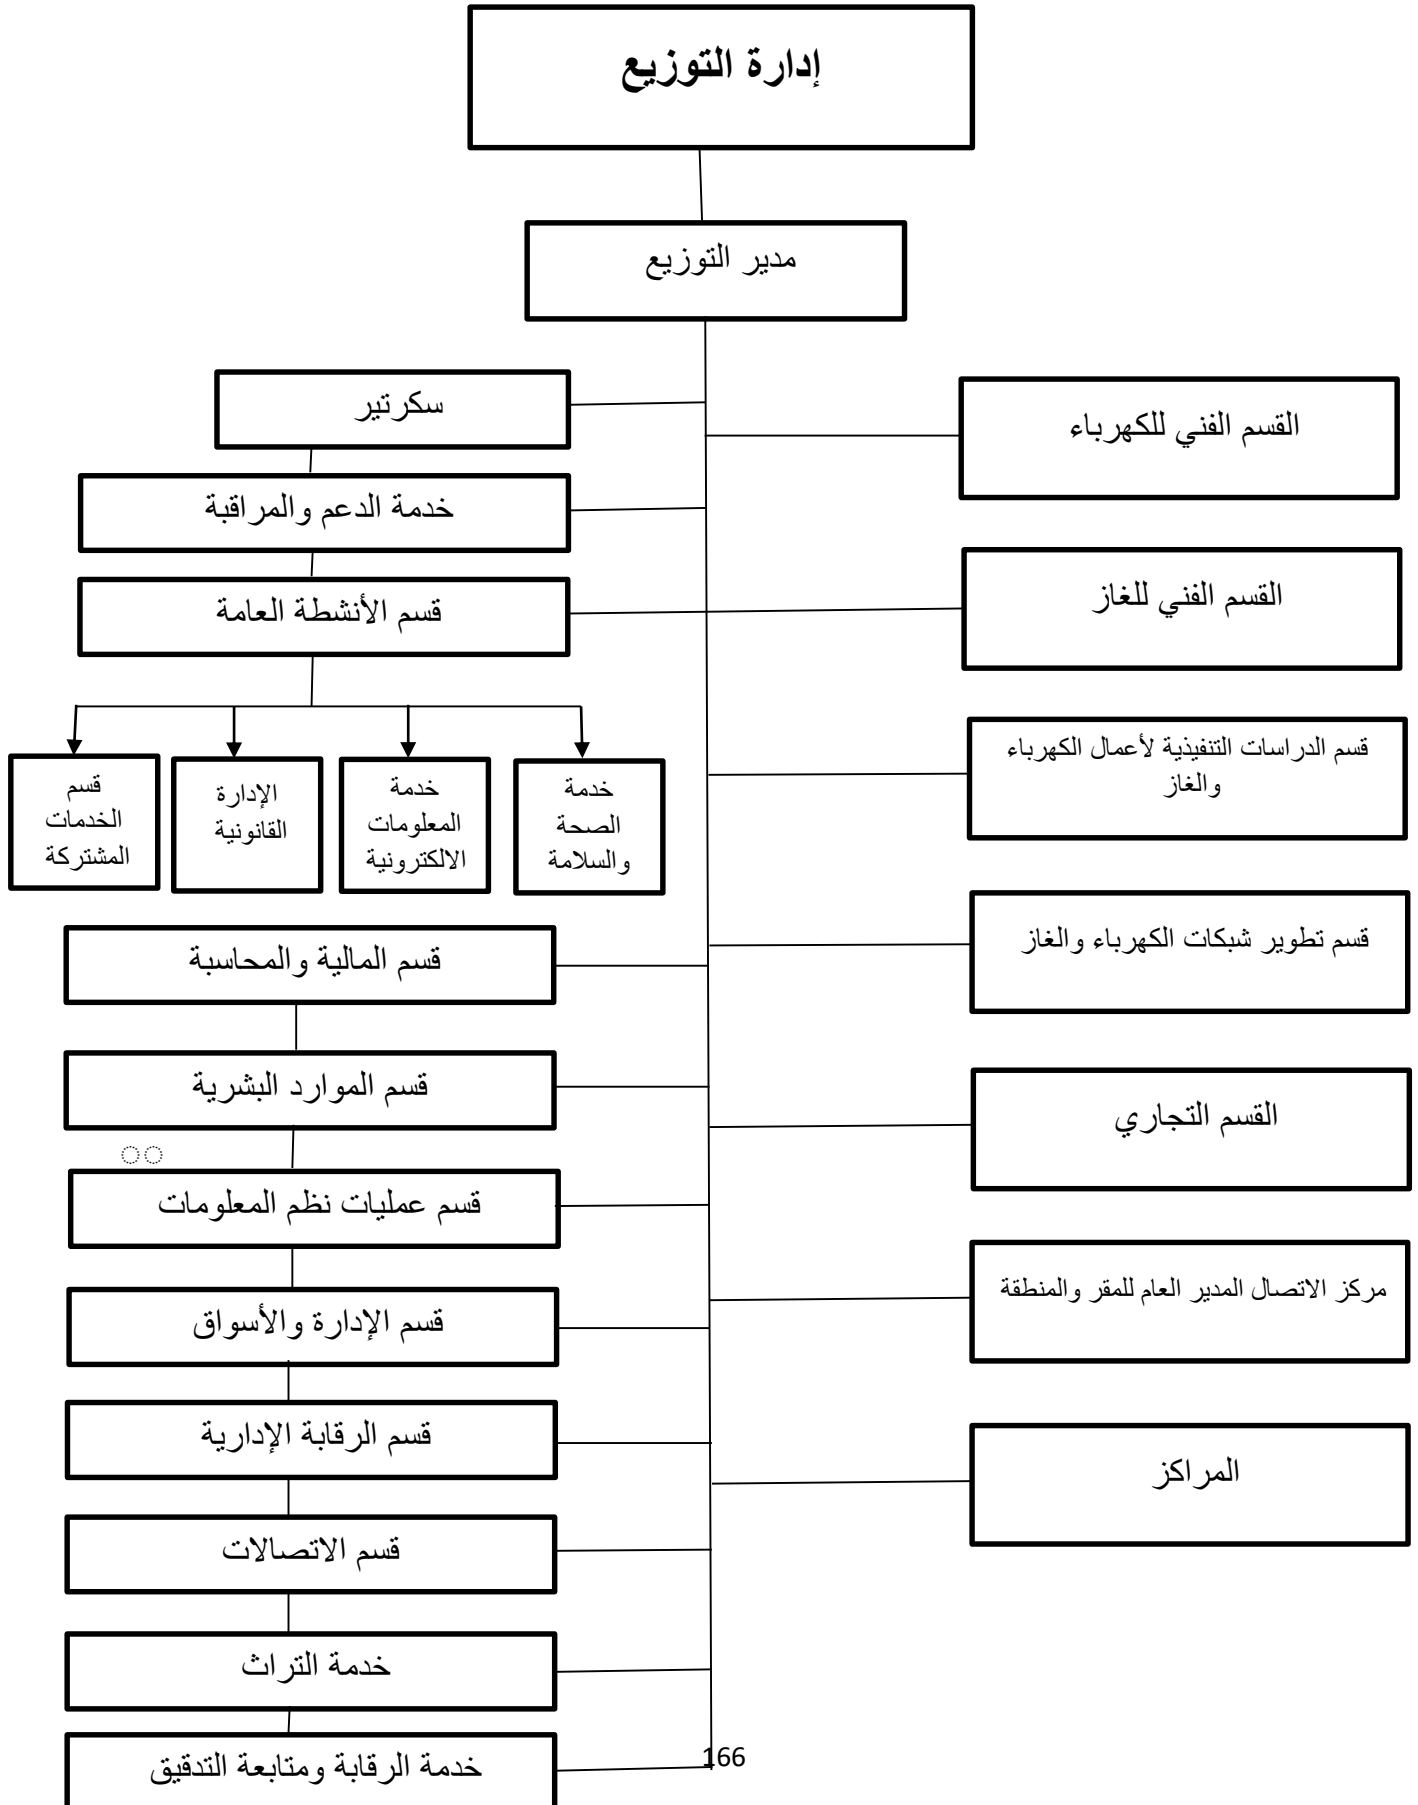 إدارة التوزيع
مدير التوزيع
القسم الفني للكهرباء
القسم الفني للغاز
قسم الدراسات التنفيذية لأعمال الكهرباء
والغاز
قسم تطوير شبكات الكهرباء والغاز
القسم التجاري
مركز الاتصال المدير العام للمقر والمنطقة
المراكز
سكرتير
خدمة الدعم والمراقبة
قسم الأنشطة العامة
خدمة
الصحة
والسلامة
خدمة
المعلومات
الالكترونية
الإدارة
القانونية
قسم
الخدمات
المشتركة
قسم المالية والمحاسبة
قسم الموارد البشرية
قسم عمليات نظم المعلومات
قسم الإدارة والأسواق
قسم الرقابة الإدارية
قسم الاتصالات
خدمة التراث
خدمة الرقابة ومتابعة التدقيق
166